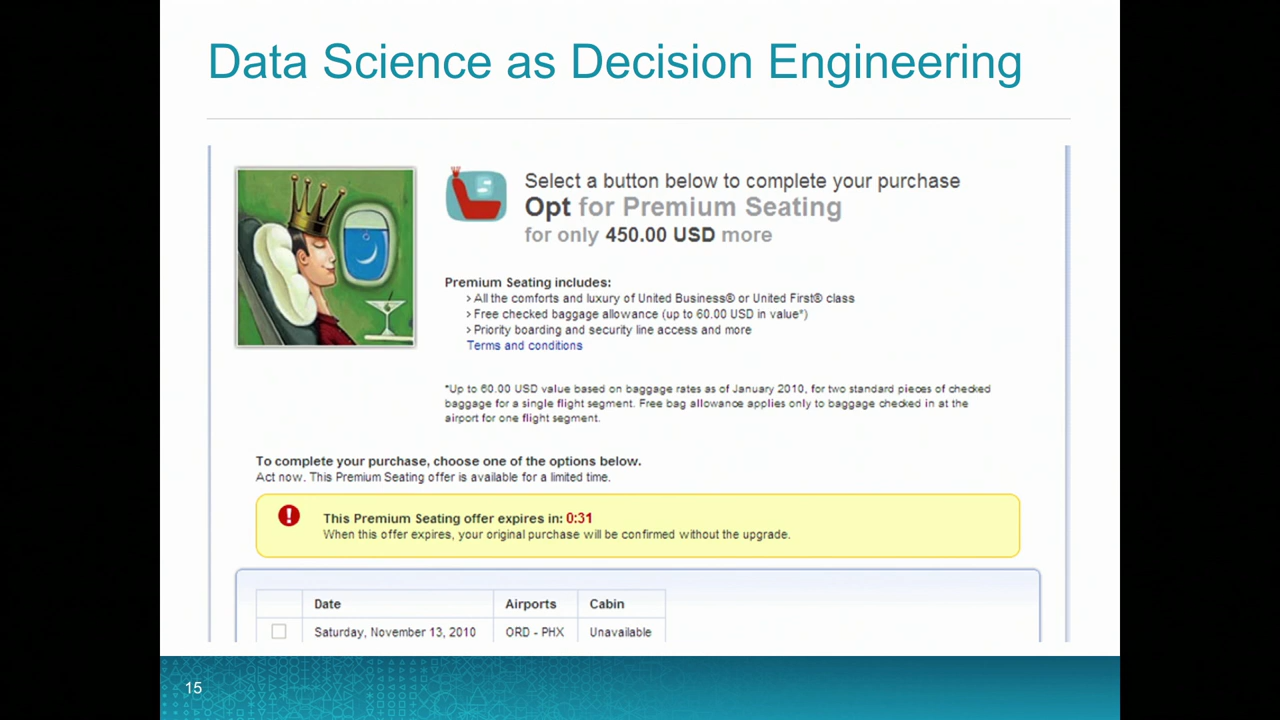 Data Science as Decision Engineering
Select a button below to complete your purchase
Opt for Premium Seating
for only 450.00 USD more
Premium Seating includes:
› All the comforts and luxury of United Business® or United First® class
› Free checked baggage allowance (up to 60.00 USD in value*)
› Priority boarding and security line access and more
Terms and conditions
*Up to 60.00 USD value based on baggage rates as of January 2010, for two standard pieces of checked
baggage for a single flight segment. Free bag allowance applies only to baggage checked in at the
airport for one flight segment.
To complete your purchase, choose one of the options below.
Act now. This Premium Seating offer is available for a limited time.
This Premium Seating offer expires in: 0:31
When this offer expires, your original purchase will be confirmed without the upgrade.
Date Airports Cabin
Saturday, November 13, 2010 ORD - PHX Unavailable
15